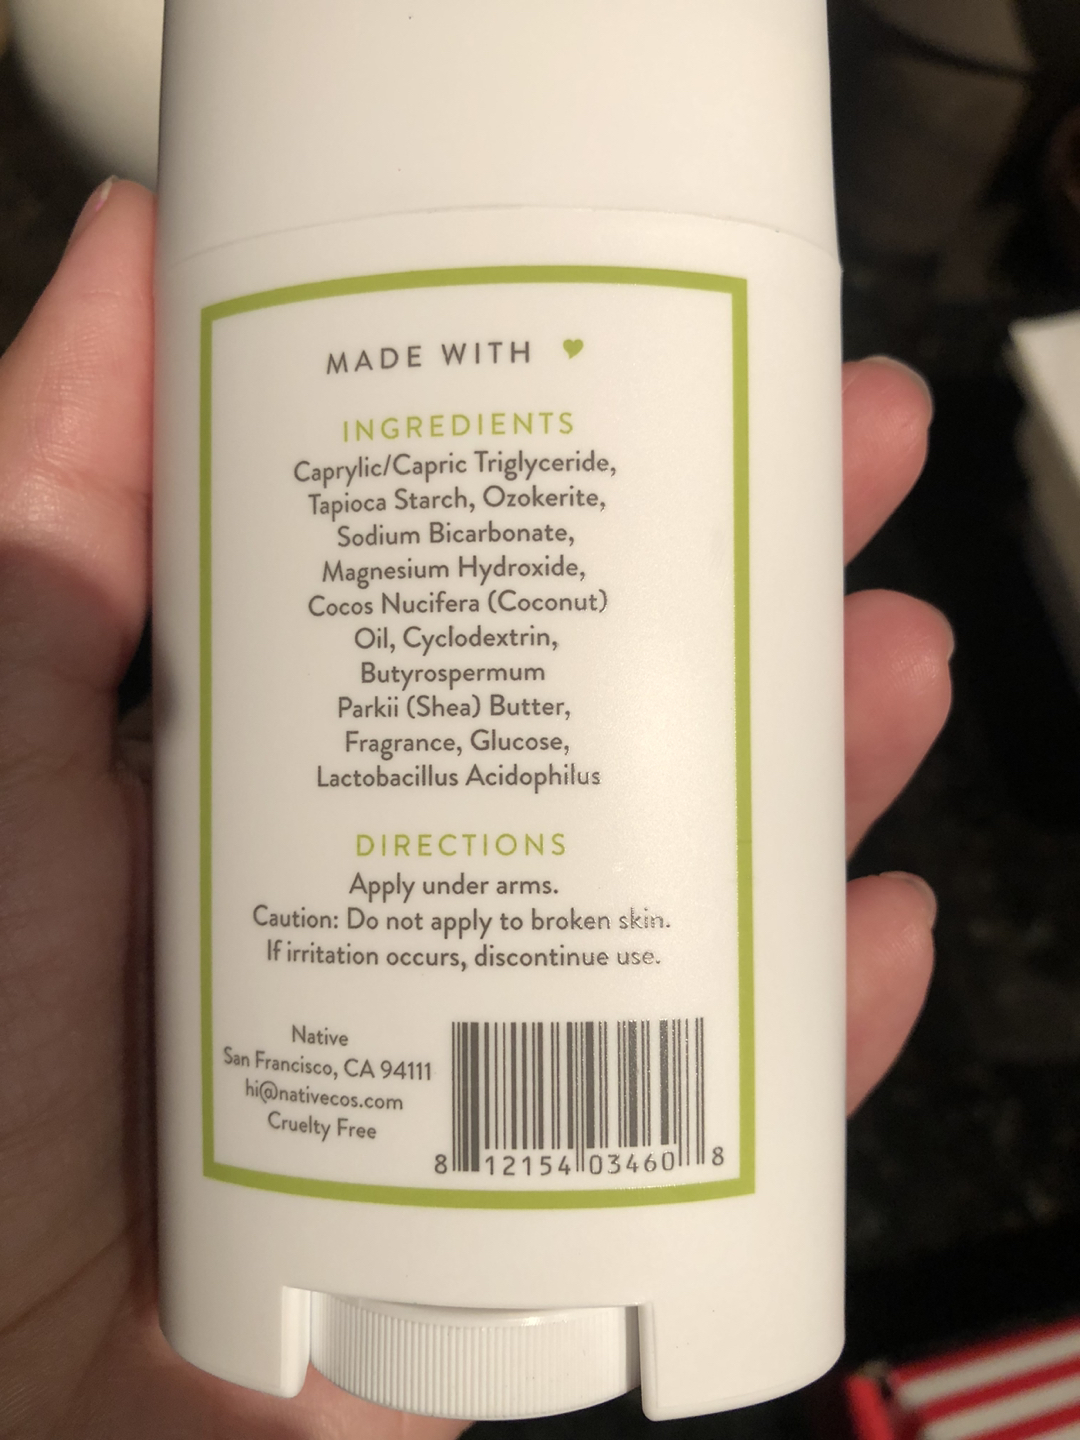 MADE WITH
INGREDIENTS
Caprylic/Capric Triglyceride,
Tapioca Starch, Ozokerite,
Sodium Bicarbonate,
Magnesium Hydroxide,
Cocos Nucifera (Coconut)
Oil, Cyclodextrin,
Butyrospermum
Parkii (Shea) Butter,
Fragrance, Glucose,
Lactobacillus Acidophilus
DIRECTIONS
Apply under arms.
Caution: Do not apply to broken skin.
If irritation occurs, discontinue use.
Native
San Francisco, CA 94111
hi@nativecos.com
Cruelty Free
8 12154 03460 8